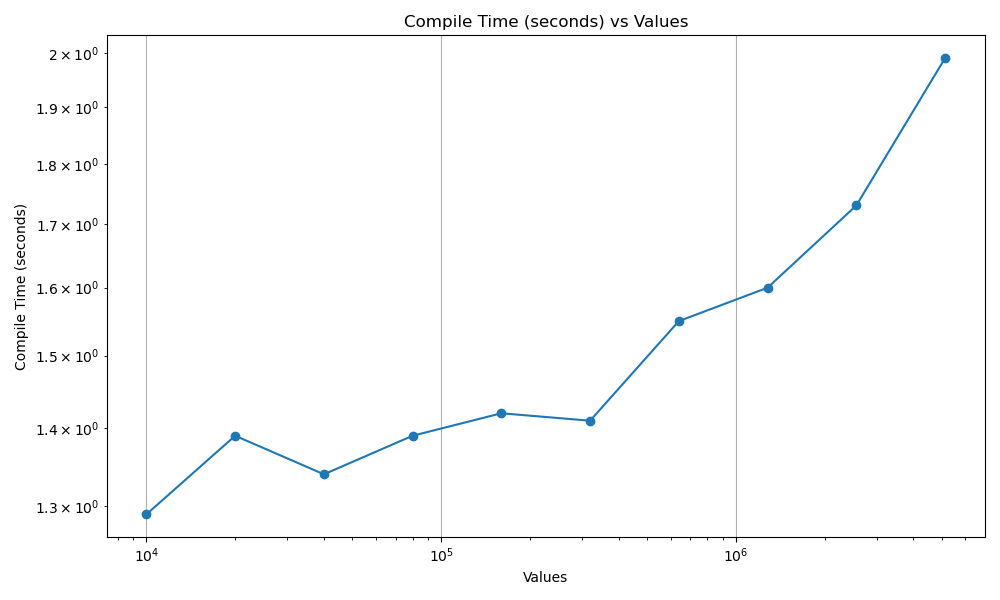 Compile Time (seconds) vs Values
Compile Time (seconds)
2 × 10⁰
1.9 × 10⁰
1.8 × 10⁰
1.7 × 10⁰
1.6 × 10⁰
1.5 × 10⁰
1.4 × 10⁰
1.3 × 10⁰
10⁴ 10⁵ 10⁶
Values